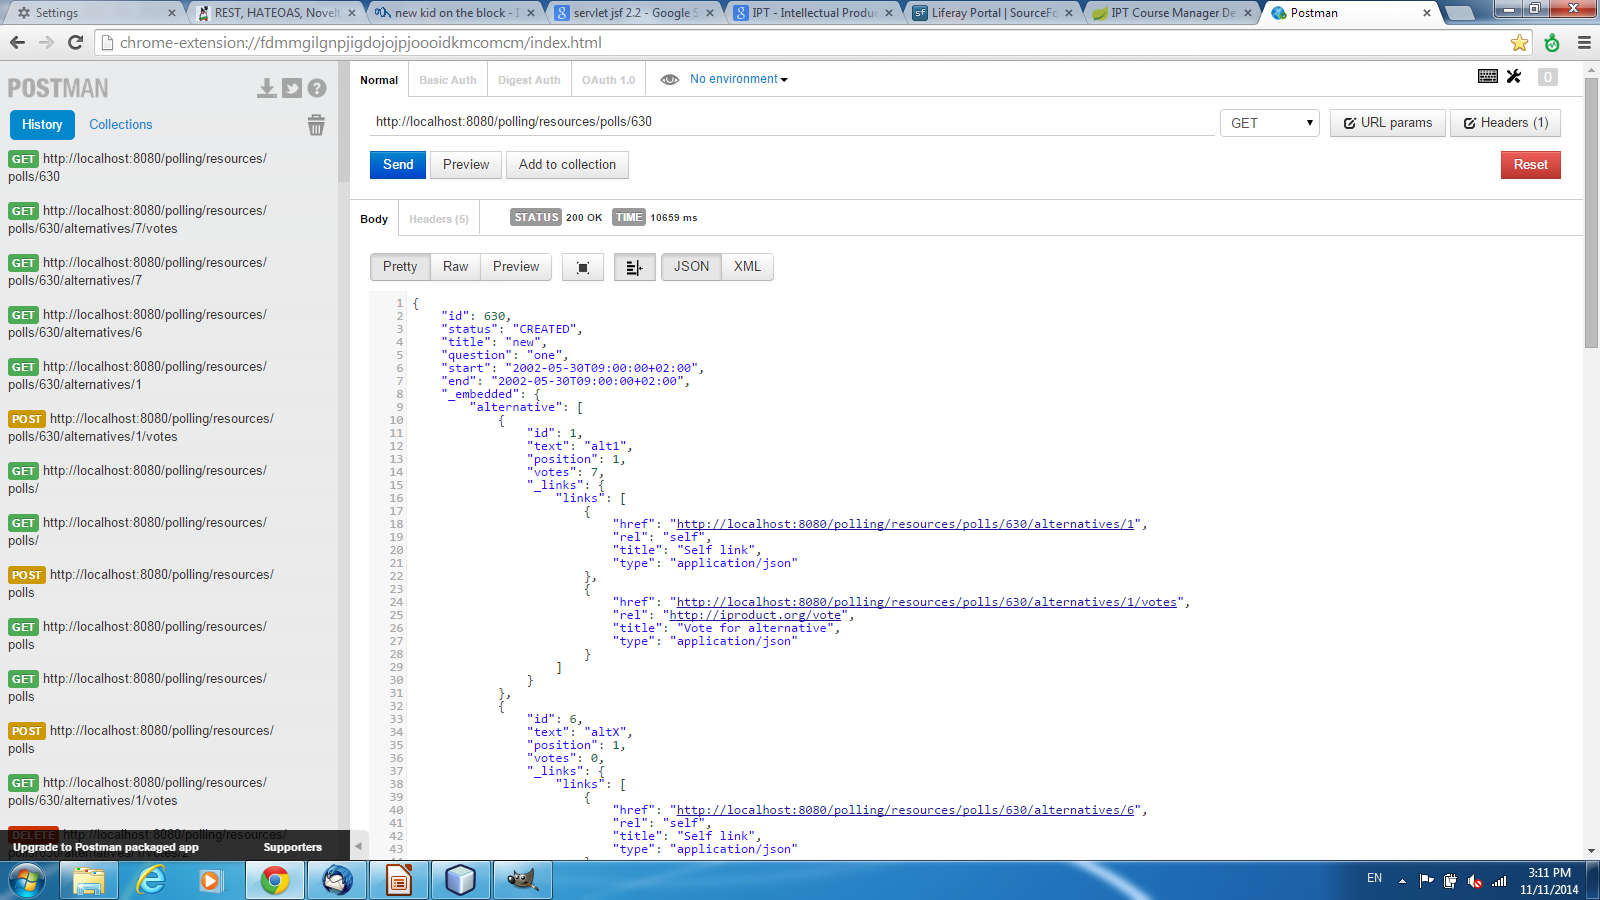 Settings
REST, HATEOAS, Novel
new kid on the block - 
servlet jsf 2.2 - Google S
IPT - Intellectual Produc
Liferay Portal | SourceFo
IPT Course Manager De
Postman
chrome-extension://fdmmgilgnpjigdojojpjoooidkmcomcm/index.html
POSTMAN
History
Collections
GET http://localhost:8080/polling/resources/
polls/630
GET http://localhost:8080/polling/resources/
polls/630/alternatives/7/votes
GET http://localhost:8080/polling/resources/
polls/630/alternatives/7
GET http://localhost:8080/polling/resources/
polls/630/alternatives/6
GET http://localhost:8080/polling/resources/
polls/630/alternatives/1
POST http://localhost:8080/polling/resources/
polls/630/alternatives/1/votes
GET http://localhost:8080/polling/resources/
polls/
GET http://localhost:8080/polling/resources/
polls/
POST http://localhost:8080/polling/resources/
polls
GET http://localhost:8080/polling/resources/
polls
GET http://localhost:8080/polling/resources/
polls
POST http://localhost:8080/polling/resources/
polls
GET http://localhost:8080/polling/resources/
polls/630/alternatives/1/votes
DELETE http://localhost:8080/polling/resources/
Upgrade to Postman packaged app
Supporters
Normal
Basic Auth
Digest Auth
OAuth 1.0
No environment
0
http://localhost:8080/polling/resources/polls/630
GET
URL params
Headers (1)
Send
Preview
Add to collection
Reset
Body
Headers (5)
STATUS 200 OK TIME 10659 ms
Pretty
Raw
Preview
JSON
XML
1 {
2 "id": 630,
3 "status": "CREATED",
4 "title": "new",
5 "question": "one",
6 "start": "2002-05-30T09:00:00+02:00",
7 "end": "2002-05-30T09:00:00+02:00",
8 "_embedded": {
9 "alternative": [
10 {
11 "id": 1,
12 "text": "alt1",
13 "position": 1,
14 "votes": 7,
15 "_links": {
16 "links": [
17 {
18 "href": "http://localhost:8080/polling/resources/polls/630/alternatives/1",
19 "rel": "self",
20 "title": "Self link",
21 "type": "application/json"
22 },
23 {
24 "href": "http://localhost:8080/polling/resources/polls/630/alternatives/1/votes",
25 "rel": "http://iproduct.org/vote",
26 "title": "Vote for alternative",
27 "type": "application/json"
28 }
29 ]
30 }
31 },
32 {
33 "id": 6,
34 "text": "altX",
35 "position": 1,
36 "votes": 0,
37 "_links": {
38 "links": [
39 {
40 "href": "http://localhost:8080/polling/resources/polls/630/alternatives/6",
41 "rel": "self",
42 "title": "Self link",
43 "type": "application/json"
EN
3:11 PM
11/11/2014